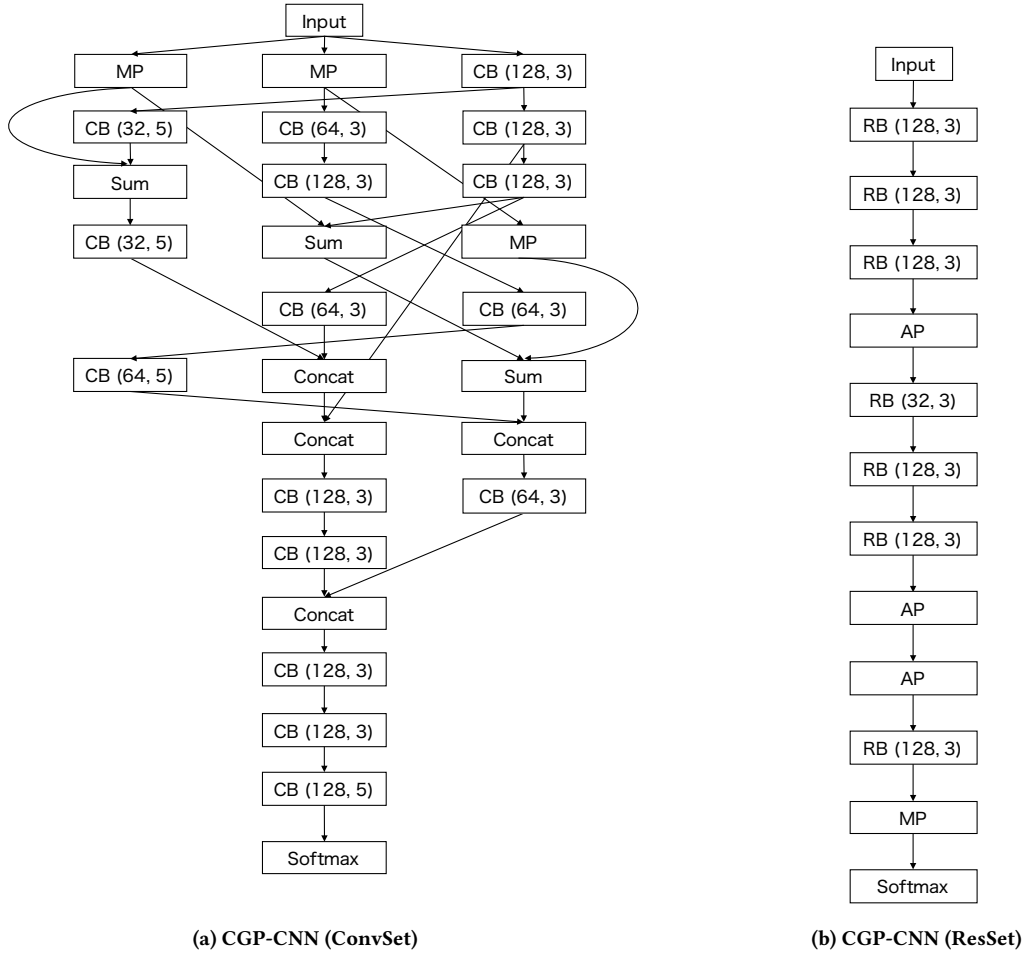 Input
MP
MP
CB (128, 3)
CB (32, 5)
CB (64, 3)
CB (128, 3)
Sum
CB (128, 3)
CB (128, 3)
CB (32, 5)
Sum
MP
CB (64, 3)
CB (64, 3)
CB (64, 5)
Concat
Sum
Concat
Concat
CB (128, 3)
CB (64, 3)
CB (128, 3)
Concat
CB (128, 3)
CB (128, 3)
CB (128, 5)
Softmax
(a) CGP-CNN (ConvSet)
Input
RB (128, 3)
RB (128, 3)
RB (128, 3)
AP
RB (32, 3)
RB (128, 3)
RB (128, 3)
AP
AP
RB (128, 3)
MP
Softmax
(b) CGP-CNN (ResSet)